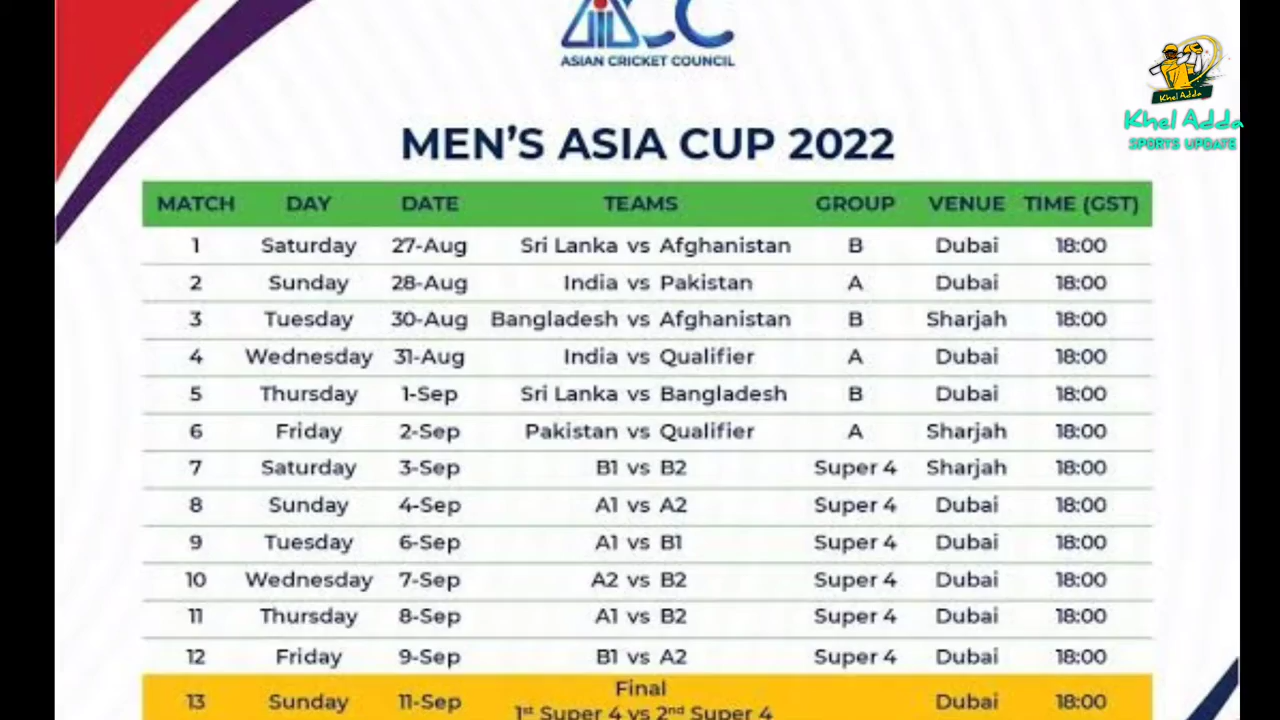 ACC
ASIAN CRICKET COUNCIL
Khel Adda
Khel Adda
SPORTS UPDATE
MEN'S ASIA CUP 2022
MATCH DAY DATE TEAMS GROUP VENUE TIME (GST)
1 Saturday 27-Aug Sri Lanka vs Afghanistan B Dubai 18:00
2 Sunday 28-Aug India vs Pakistan A Dubai 18:00
3 Tuesday 30-Aug Bangladesh vs Afghanistan B Sharjah 18:00
4 Wednesday 31-Aug India vs Qualifier A Dubai 18:00
5 Thursday 1-Sep Sri Lanka vs Bangladesh B Dubai 18:00
6 Friday 2-Sep Pakistan vs Qualifier A Sharjah 18:00
7 Saturday 3-Sep B1 vs B2 Super 4 Sharjah 18:00
8 Sunday 4-Sep A1 vs A2 Super 4 Dubai 18:00
9 Tuesday 6-Sep A1 vs B1 Super 4 Dubai 18:00
10 Wednesday 7-Sep A2 vs B2 Super 4 Dubai 18:00
11 Thursday 8-Sep A1 vs B2 Super 4 Dubai 18:00
12 Friday 9-Sep B1 vs A2 Super 4 Dubai 18:00
13 Sunday 11-Sep Final Dubai 18:00
1st Super 4 vs 2nd Super 4